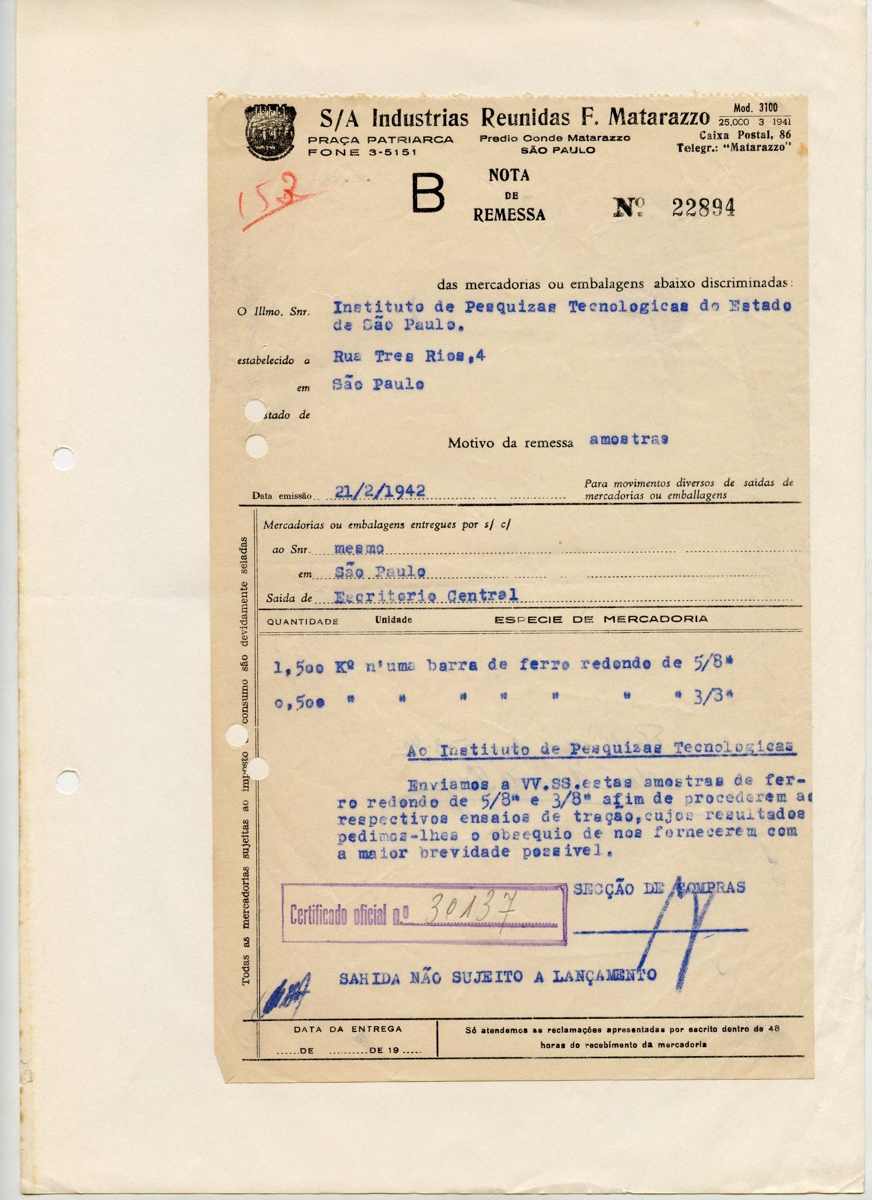 S/A Industrias Reunidas F. Matarazzo
Mod. 3100
25,000 3 1941
PRAÇA PATRIARCA
Predio Conde Matarazzo
Caixa Postal, 86
FONE 3-5151
SÃO PAULO
Telegr.: "Matarazzo"
153
B
NOTA
DE
REMESSA
Nº 22894
das mercadorias ou embalagens abaixo discriminadas:
O Illmo. Snr. Instituto de Pesquizas Tecnologicas do Estado
de São Paulo.
estabelecido a Rua Tres Rios,4
em São Paulo
stado de
Motivo da remessa amostras
Data emissão 21/2/1942
Para movimentos diversos de saidas de
mercadorias ou emballagens
Mercadorias ou embalagens entregues por s/ c/
ao Snr. mesmo
em São Paulo
Saida de Escritorio Central
QUANTIDADE Unidade ESPECIE DE MERCADORIA
1,500 Kº n'uma barra de ferro redondo de 5/8"
0,500 " " " " " " " 3/3"
Ao Instituto de Pesquizas Tecnologicas
Enviamos a VV.SS.estas amostras de fer-
ro redondo de 5/8" e 3/8" afim de procederem ao
respectivos ensaios de tração,cujos resultados
pedimos-lhes o obsequio de nos fornecerem com
a maior brevidade possivel.
SECÇÃO DE COMPRAS
Certificado oficial n.º 30137
SAHIDA NÃO SUJEITO A LANÇAMENTO
Todas as mercadorias sujeitas ao imposto consumo são devidamente seladas
DATA DA ENTREGA
.....DE ..........DE 19 .....
Só atendemos as reclamações apresentadas por escrito dentro de 48
horas do recebimento da mercadoria